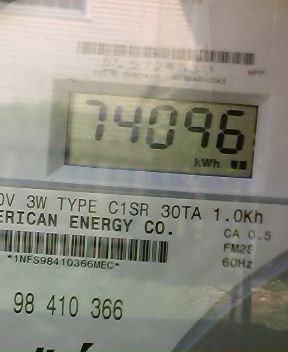 74096
kWh
0V 3W TYPE C1SR 30TA 1.0Kh
ERICAN ENERGY CO.
CA 0.5
FM2S
60Hz
*1NFS98410366MEC*
98 410 366